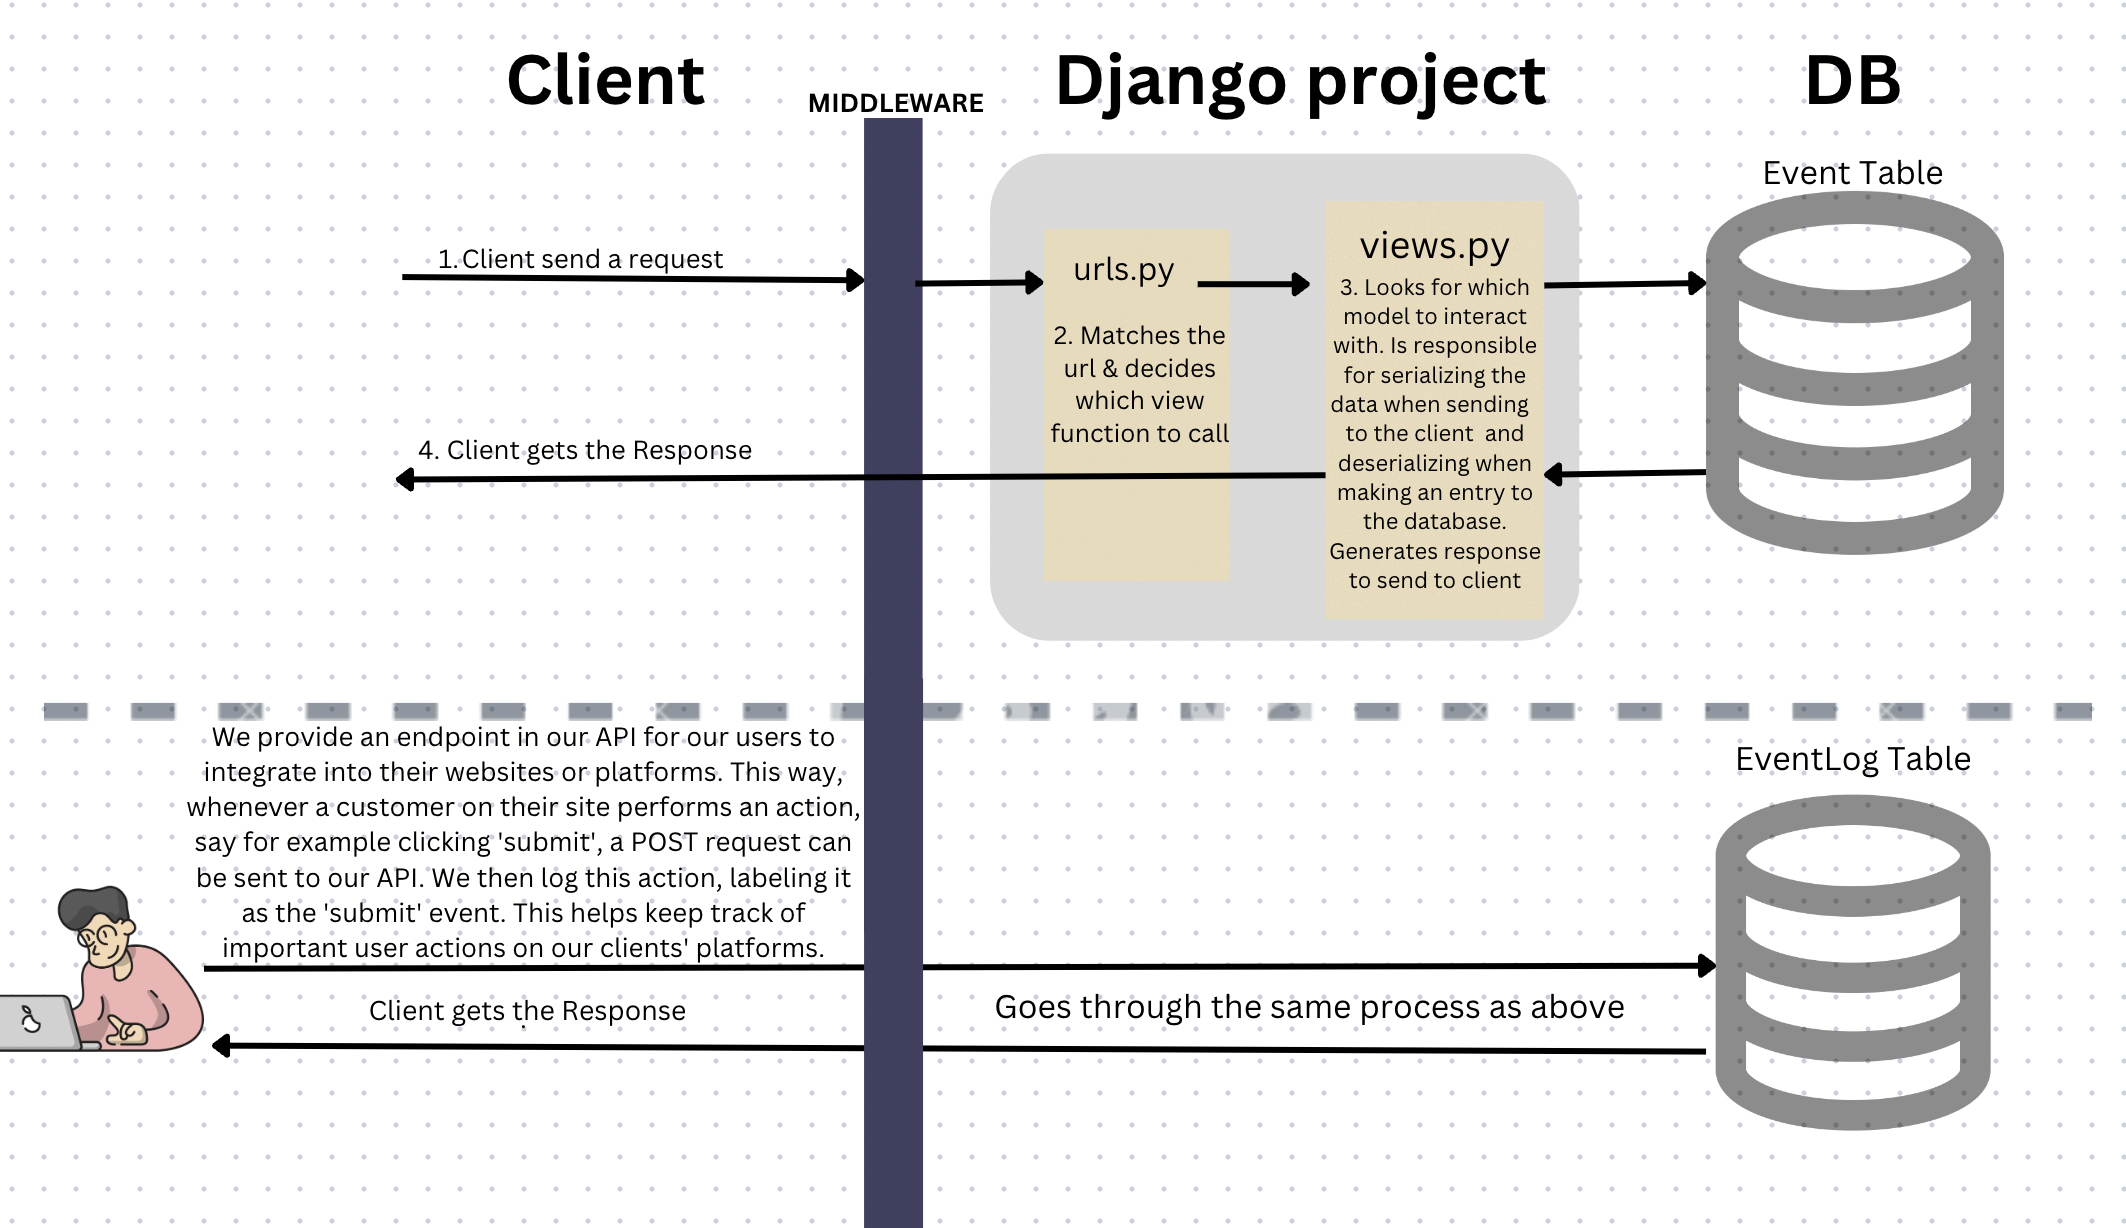 Client
MIDDLEWARE
Django project
DB
Event Table
1. Client send a request
urls.py
2. Matches the
url & decides
which view
function to call
views.py
3. Looks for which
model to interact
with. Is responsible
for serializing the
data when sending
to the client and
deserializing when
making an entry to
the database.
Generates response
to send to client
4. Client gets the Response
We provide an endpoint in our API for our users to
integrate into their websites or platforms. This way,
whenever a customer on their site performs an action,
say for example clicking 'submit', a POST request can
be sent to our API. We then log this action, labeling it
as the 'submit' event. This helps keep track of
important user actions on our clients' platforms.
EventLog Table
Client gets the Response
.
Goes through the same process as above